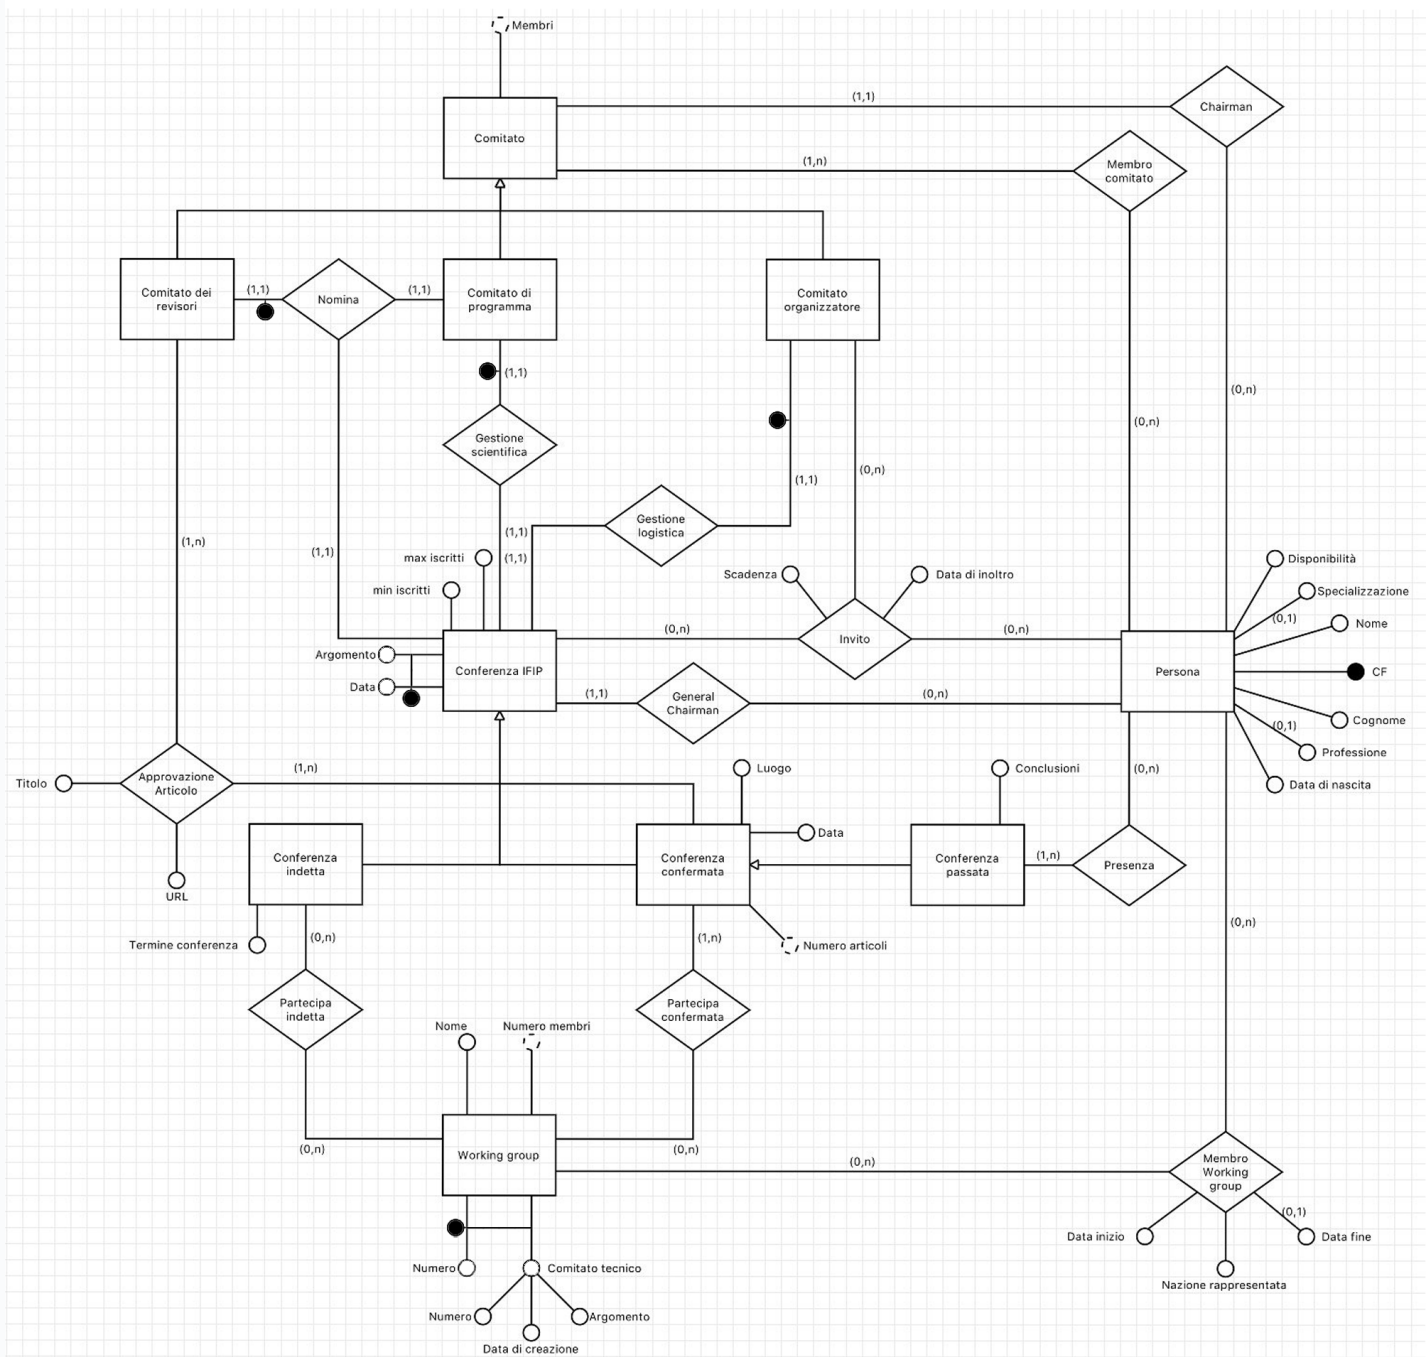 Membri
(1,1)
Chairman
Comitato
(1,n)
Membro
comitato
Comitato dei
revisori
(1,1)
Nomina
(1,1)
Comitato di
programma
Comitato
organizzatore
(1,1)
(0,n)
(0,n)
Gestione
scientifica
(0,n)
(1,1)
(1,n)
(1,1)
(1,1)
Gestione
logistica
max iscritti
(1,1)
Disponibilità
Scadenza
Data di inoltro
min iscritti
Specializzazione
(0,1)
Nome
(0,n)
Invito
(0,n)
Argomento
Conferenza IFIP
Persona
CF
Data
(1,1)
General
Chairman
(0,n)
Cognome
(0,1)
Professione
(1,n)
Luogo
Conclusioni
(0,n)
Titolo
Approvazione
Articolo
Data di nascita
Data
Conferenza
indetta
Conferenza
confermata
Conferenza
passata
(1,n)
Presenza
URL
(0,n)
Termine conferenza
(0,n)
(1,n)
Numero articoli
Partecipa
indetta
Partecipa
confermata
Nome
Numero membri
(0,n)
(0,n)
Working group
(0,n)
Membro
Working
group
(0,1)
Data inizio
Data fine
Numero
Comitato tecnico
Nazione rappresentata
Numero
Argomento
Data di creazione